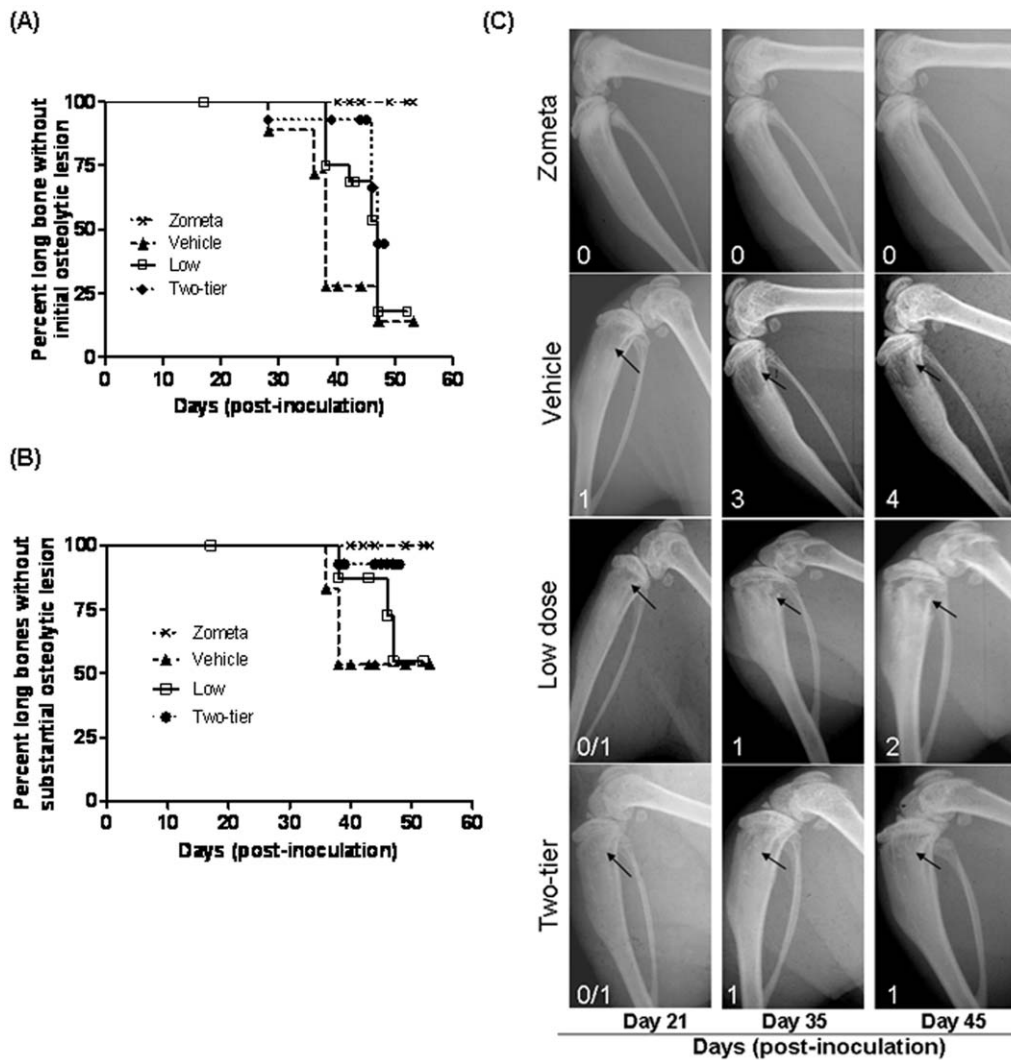 (A)
Percent long bone without
initial osteolytic lesion
100
75
50
25
0
Zometa
Vehicle
Low
Two-tier
0 10 20 30 40 50 60
Days (post-inoculation)
(B)
Percent long bones without
substantial osteolytic lesion
100
75
50
25
0
Zometa
Vehicle
Low
Two-tier
0 10 20 30 40 50 60
Days (post-inoculation)
(C)
Zometa
0 0 0
Vehicle
1 3 4
Low dose
0/1 1 2
Two-tier
0/1 1 1
Day 21 Day 35 Day 45
Days (post-inoculation)